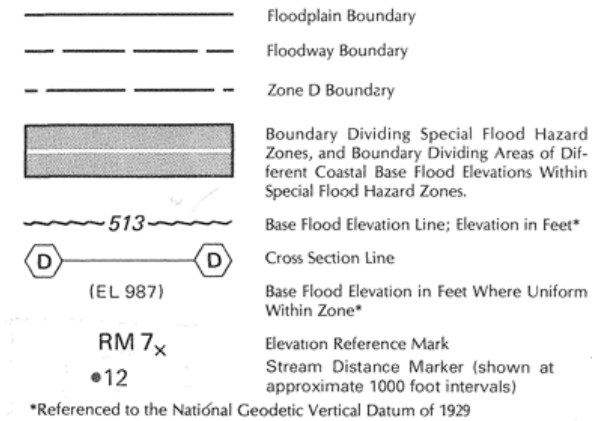 Floodplain Boundary
Floodway Boundary
Zone D Boundary
Boundary Dividing Special Flood Hazard
Zones, and Boundary Dividing Areas of Dif-
ferent Coastal Base Flood Elevations Within
Special Flood Hazard Zones.
513 Base Flood Elevation Line; Elevation in Feet*
D D Cross Section Line
(EL 987) Base Flood Elevation in Feet Where Uniform
Within Zone*
RM 7x Elevation Reference Mark
•12 Stream Distance Marker (shown at
approximate 1000 foot intervals)
*Referenced to the National Geodetic Vertical Datum of 1929